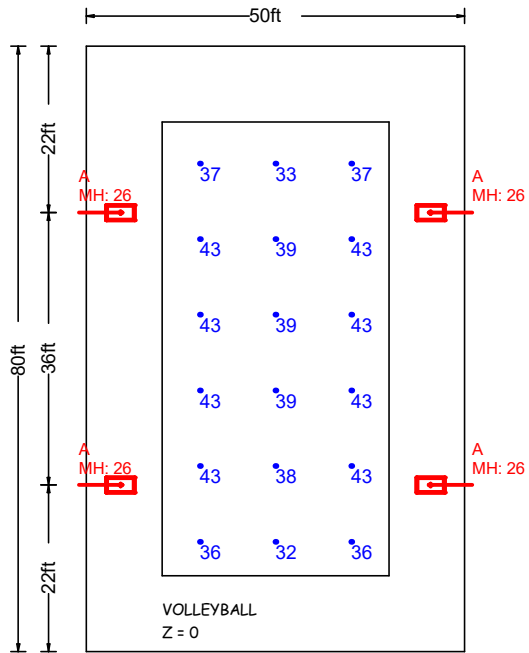 50ft
22ft
36ft
80ft
22ft
A
MH: 26
A
MH: 26
37 33 37
43 39 43
43 39 43
43 39 43
A
MH: 26
A
MH: 26
43 38 43
36 32 36
VOLLEYBALL
Z = 0